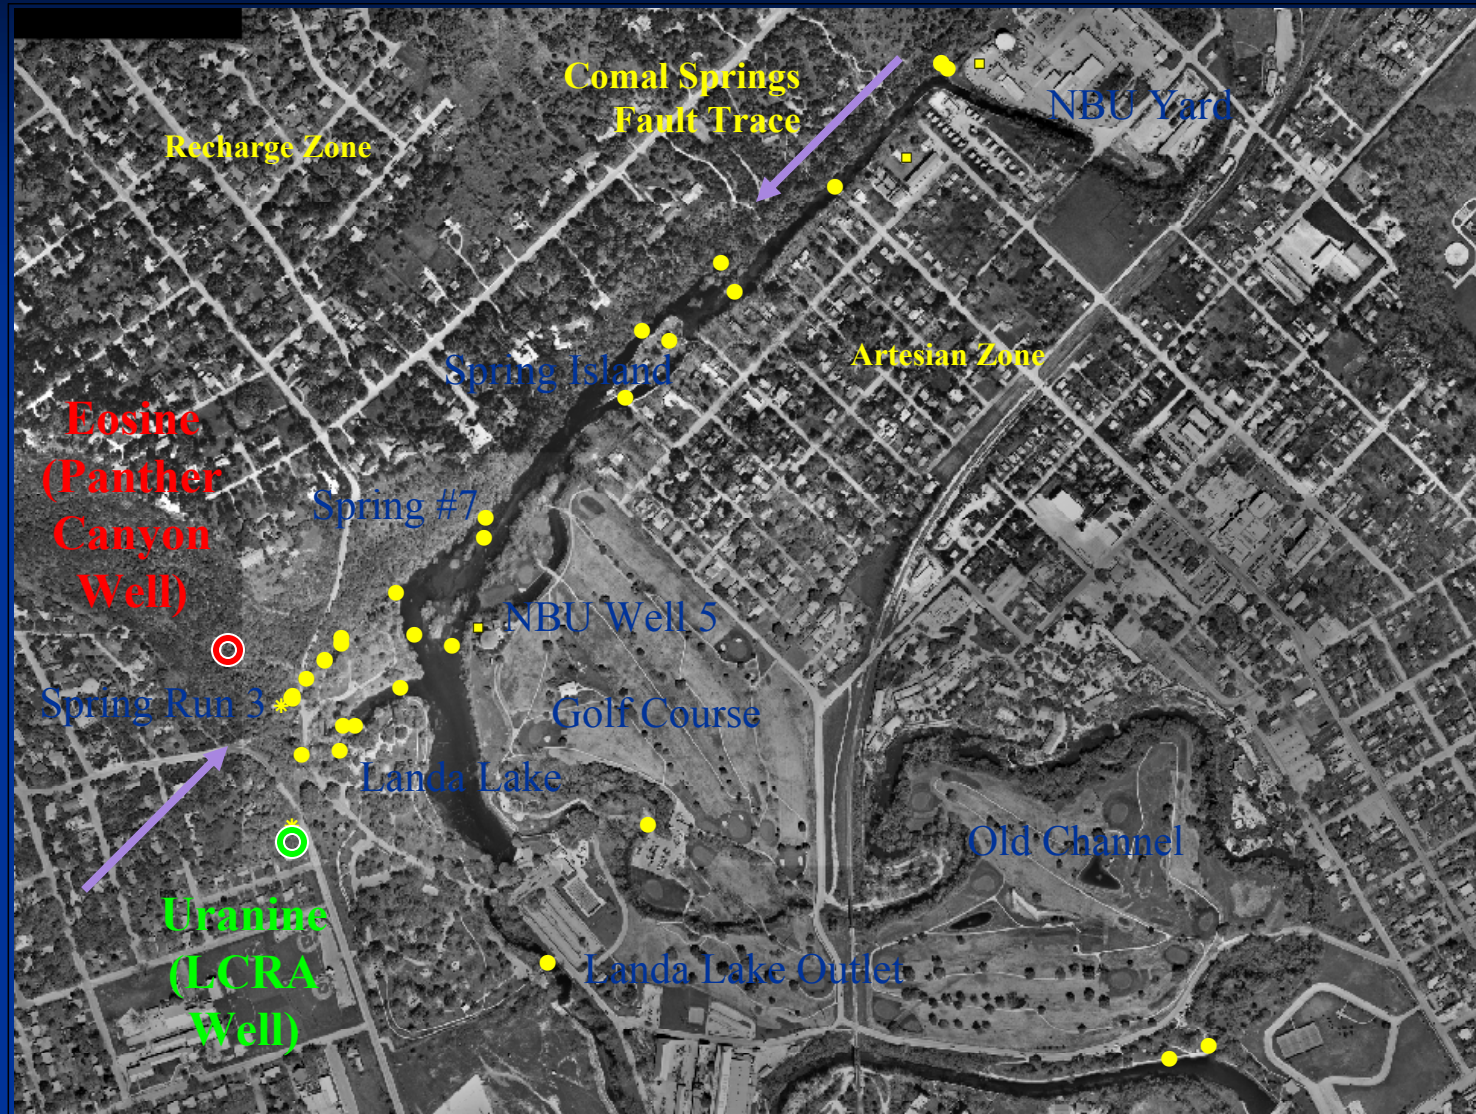 Comal Springs
Fault Trace
NBU Yard
Recharge Zone
Artesian Zone
Spring Island
Eosine
(Panther
Canyon
Well)
Spring #7
NBU Well 5
Spring Run 3
Golf Course
Landa Lake
Old Channel
Uranine
(LCRA
Well)
Landa Lake Outlet